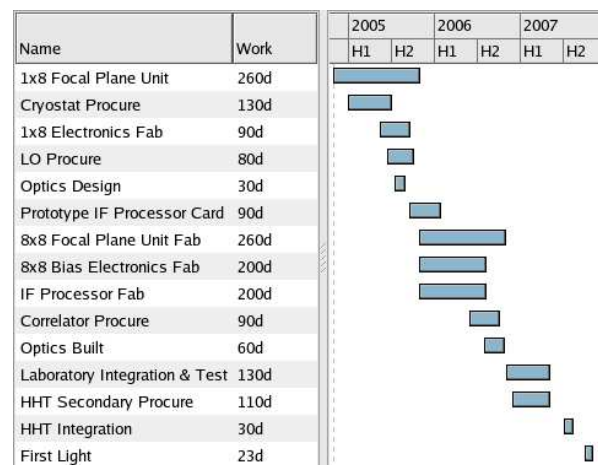 2005 2006 2007
Name Work H1 H2 H1 H2 H1 H2
1x8 Focal Plane Unit 260d
Cryostat Procure 130d
1x8 Electronics Fab 90d
LO Procure 80d
Optics Design 30d
Prototype IF Processor Card 90d
8x8 Focal Plane Unit Fab 260d
8x8 Bias Electronics Fab 200d
IF Processor Fab 200d
Correlator Procure 90d
Optics Built 60d
Laboratory Integration & Test 130d
HHT Secondary Procure 110d
HHT Integration 30d
First Light 23d